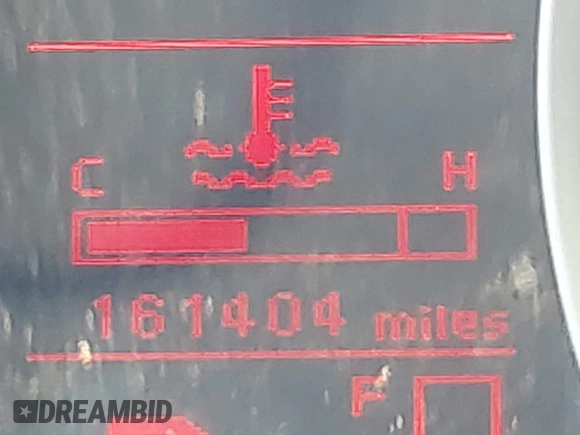 C H
161404 miles
F
DREAMBID